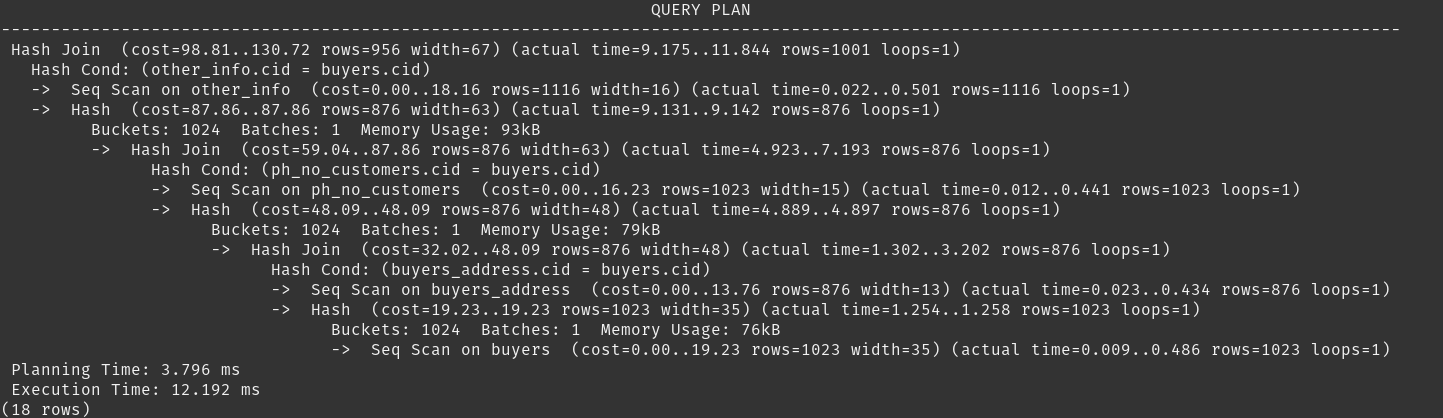 QUERY PLAN
--------------------------------------------------------------------------------------------------------------------------------------------
Hash Join  (cost=98.81..130.72 rows=956 width=67) (actual time=9.175..11.844 rows=1001 loops=1)
  Hash Cond: (other_info.cid = buyers.cid)
  ->  Seq Scan on other_info  (cost=0.00..18.16 rows=1116 width=16) (actual time=0.022..0.501 rows=1116 loops=1)
  ->  Hash  (cost=87.86..87.86 rows=876 width=63) (actual time=9.131..9.142 rows=876 loops=1)
        Buckets: 1024  Batches: 1  Memory Usage: 93kB
        ->  Hash Join  (cost=59.04..87.86 rows=876 width=63) (actual time=4.923..7.193 rows=876 loops=1)
              Hash Cond: (ph_no_customers.cid = buyers.cid)
              ->  Seq Scan on ph_no_customers  (cost=0.00..16.23 rows=1023 width=15) (actual time=0.012..0.441 rows=1023 loops=1)
              ->  Hash  (cost=48.09..48.09 rows=876 width=48) (actual time=4.889..4.897 rows=876 loops=1)
                    Buckets: 1024  Batches: 1  Memory Usage: 79kB
                    ->  Hash Join  (cost=32.02..48.09 rows=876 width=48) (actual time=1.302..3.202 rows=876 loops=1)
                          Hash Cond: (buyers_address.cid = buyers.cid)
                          ->  Seq Scan on buyers_address  (cost=0.00..13.76 rows=876 width=13) (actual time=0.023..0.434 rows=876 loops=1)
                          ->  Hash  (cost=19.23..19.23 rows=1023 width=35) (actual time=1.254..1.258 rows=1023 loops=1)
                                Buckets: 1024  Batches: 1  Memory Usage: 76kB
                                ->  Seq Scan on buyers  (cost=0.00..19.23 rows=1023 width=35) (actual time=0.009..0.486 rows=1023 loops=1)
Planning Time: 3.796 ms
Execution Time: 12.192 ms
(18 rows)